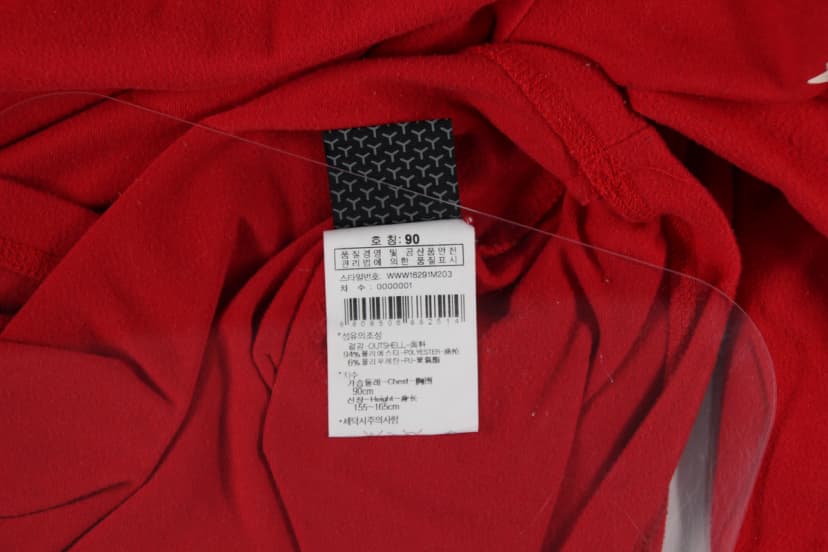 호 칭: 90
품질경영 및 공산품안전
관리법에 의한 품질표시
스타일번호: WWW16291M203
차 수: 0000001
*섬유의조성
겉감-OUTSHELL-面料
94%폴리에스터-POLYESTER-
6%폴리우레탄-PU-聚氨酯
*치수
가슴둘레-Chest-胸围
90cm
신장-Height-身长
155-165cm
*세탁시주의사항